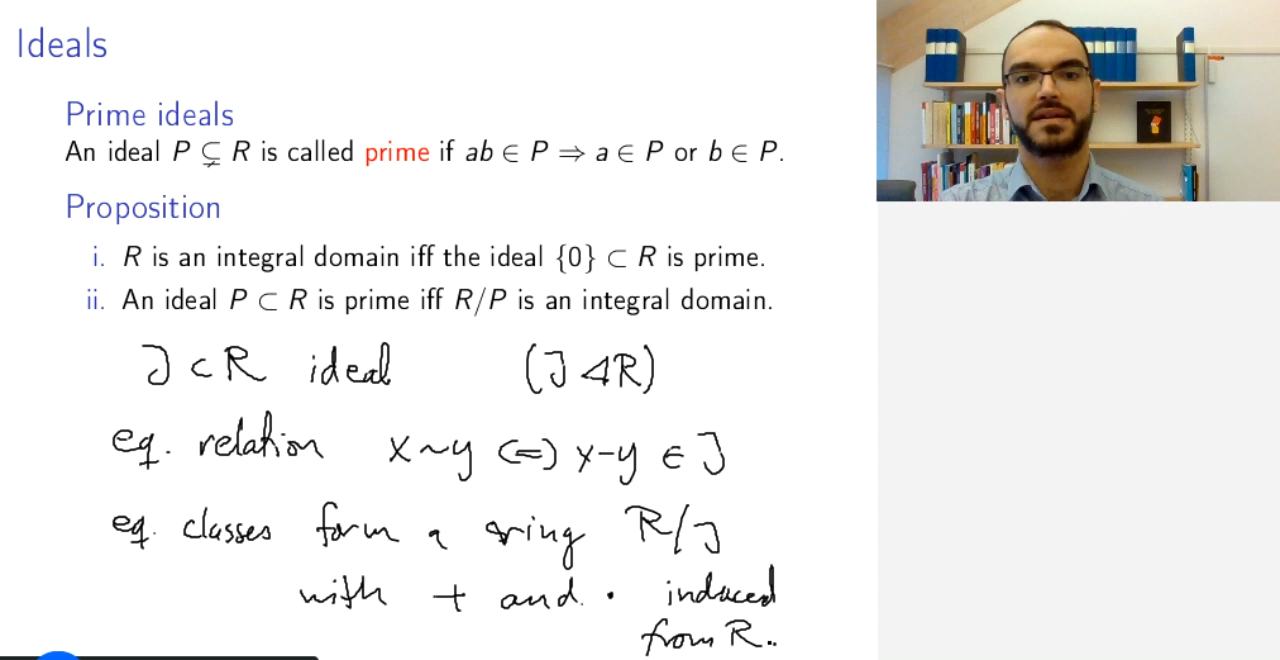 Ideals
Prime ideals
An ideal P ⊊ R is called prime if ab ∈ P ⇒ a ∈ P or b ∈ P.
Proposition
i. R is an integral domain iff the ideal {0} ⊂ R is prime.
ii. An ideal P ⊂ R is prime iff R/P is an integral domain.
J ⊂ R ideal (J ⊲ R)
eq. relation x~y ⇔ x-y ∈ J
eq. classes form a ring R/J
with + and · induced
from R..